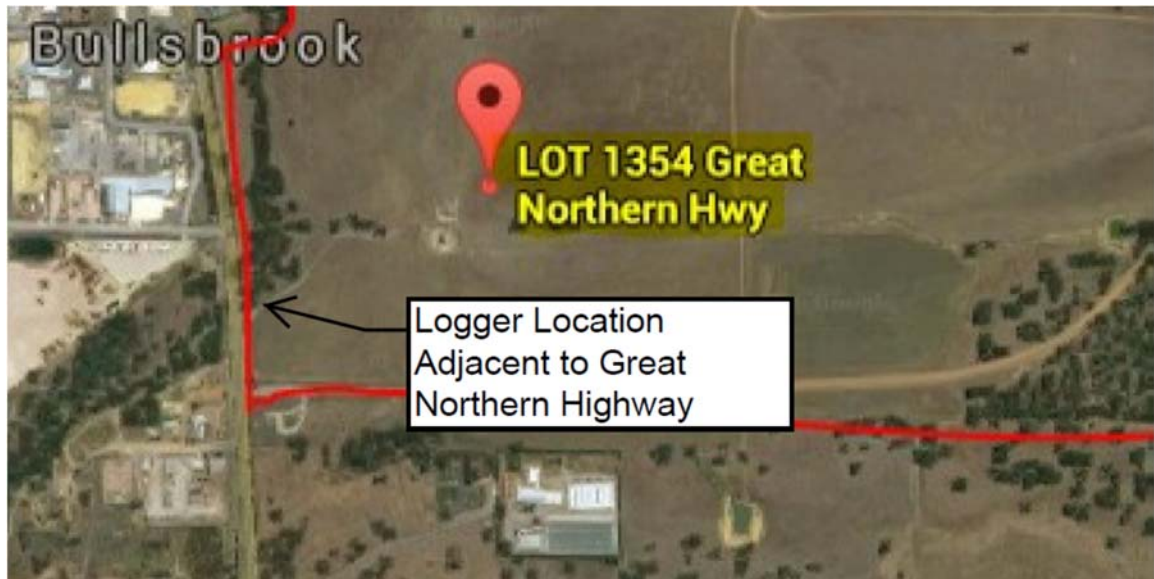 Bullsbrook
LOT 1354 Great
Northern Hwy
Logger Location
Adjacent to Great
Northern Highway